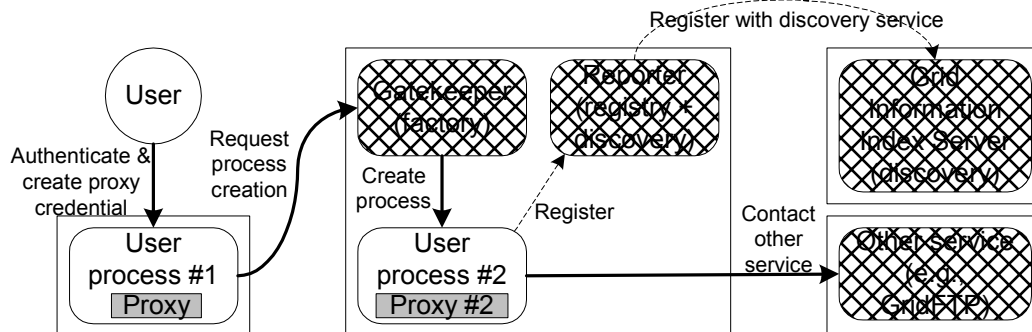 Register with discovery service
User
Authenticate &
create proxy
credential
User
process #1
Proxy
Request
process
creation
Gatekeeper
(factory)
Create
process
User
process #2
Proxy #2
Reporter
(registry +
discovery)
Register
Grid
Information
Index Server
(discovery)
Contact
other
service
Other service
(e.g.,
GridFTP)